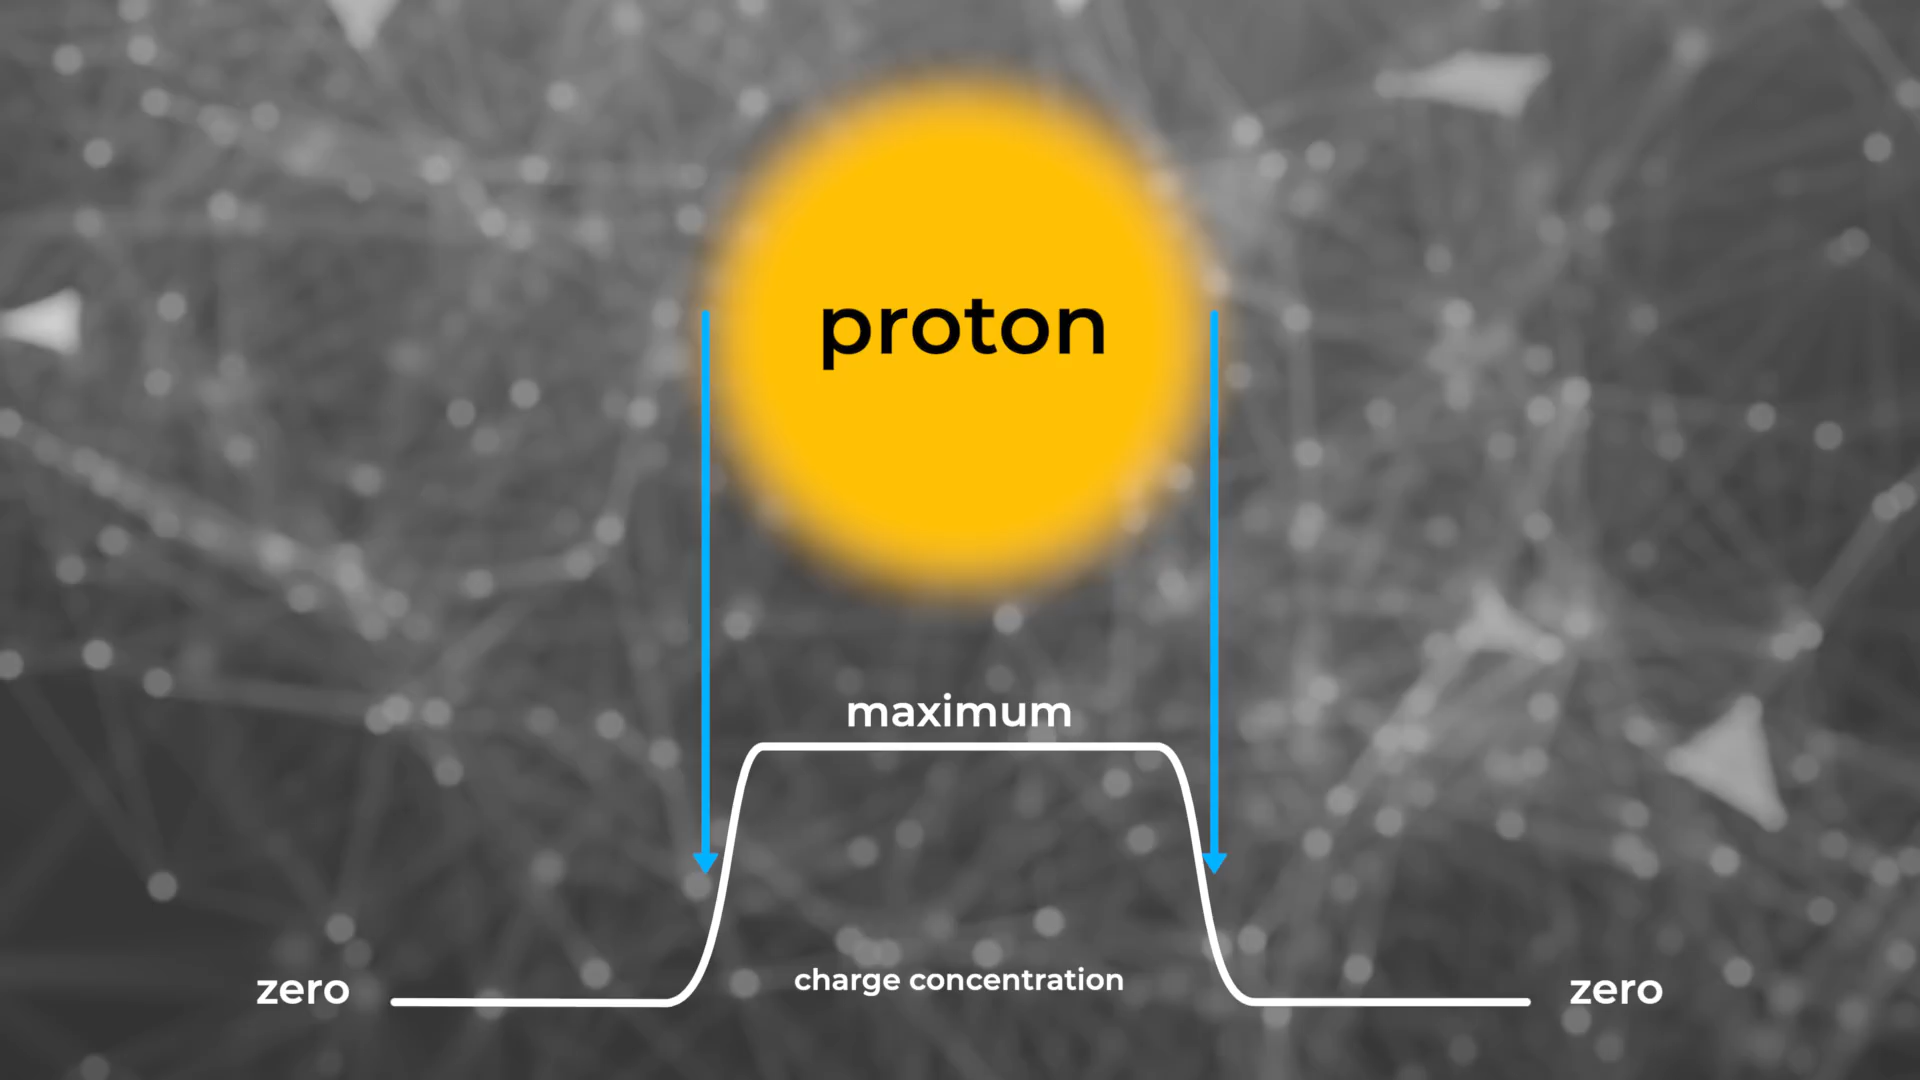 proton
maximum
charge concentration
zero
zero